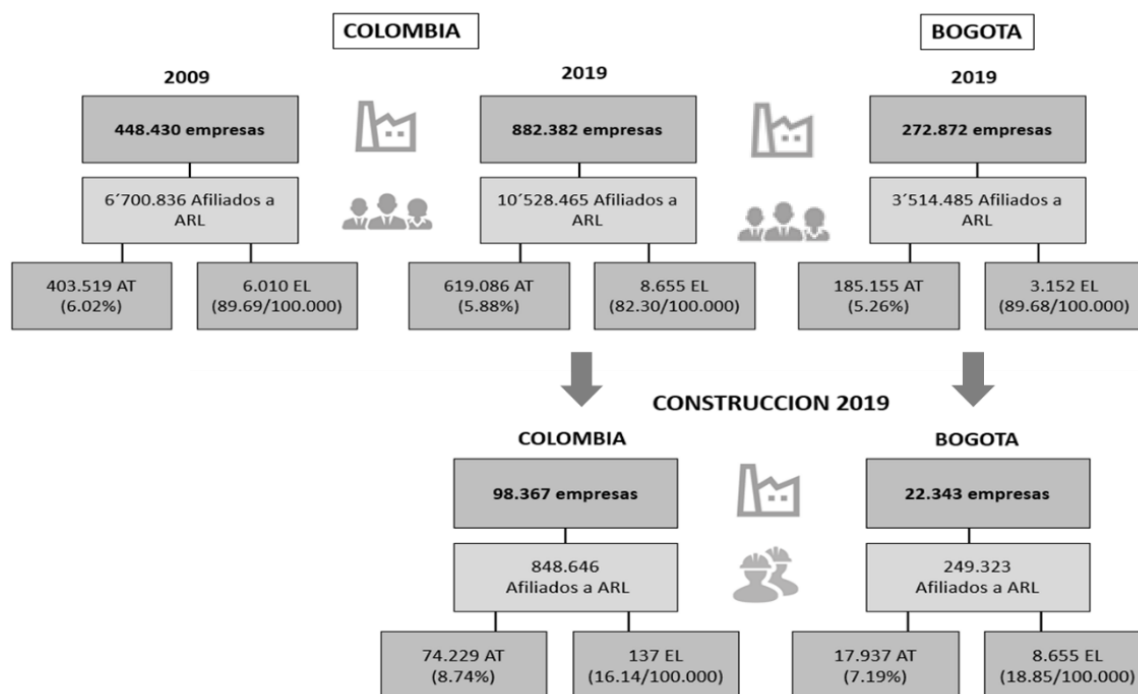 COLOMBIA
BOGOTA
2009
2019
2019
448.430 empresas
882.382 empresas
272.872 empresas
6´700.836 Afiliados a
ARL
10´528.465 Afiliados a
ARL
3´514.485 Afiliados a
ARL
403.519 AT
(6.02%)
6.010 EL
(89.69/100.000)
619.086 AT
(5.88%)
8.655 EL
(82.30/100.000)
185.155 AT
(5.26%)
3.152 EL
(89.68/100.000)
CONSTRUCCION 2019
COLOMBIA
BOGOTA
98.367 empresas
22.343 empresas
848.646
Afiliados a ARL
249.323
Afiliados a ARL
74.229 AT
(8.74%)
137 EL
(16.14/100.000)
17.937 AT
(7.19%)
8.655 EL
(18.85/100.000)